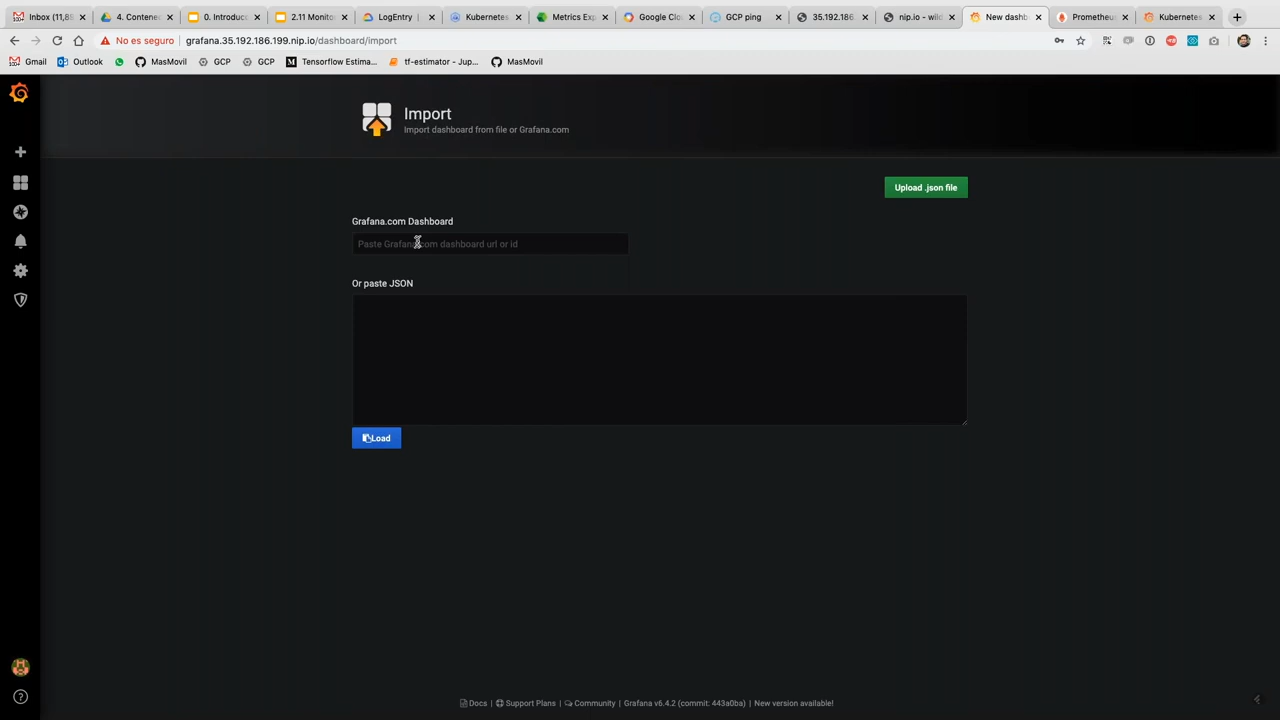 Inbox (11,8
4. Contene
0. Introduc
2.11 Monito
LogEntry
Kubernetes
Metrics Exp
Google Clo
GCP ping
35.192.186
nip.io – wild
New dashb
Prometheus
Kubernetes
No es seguro grafana.35.192.186.199.nip.io/dashboard/import
Gmail
Outlook
MasMovil
GCP
GCP
Tensorflow Estima...
tf-estimator - Jup...
MasMovil
Import
Import dashboard from file or Grafana.com
Upload .json file
Grafana.com Dashboard
Paste Grafana.com dashboard url or id
Or paste JSON
Load
Docs | Support Plans | Community | Grafana v6.4.2 (commit: 443a0ba) | New version available!